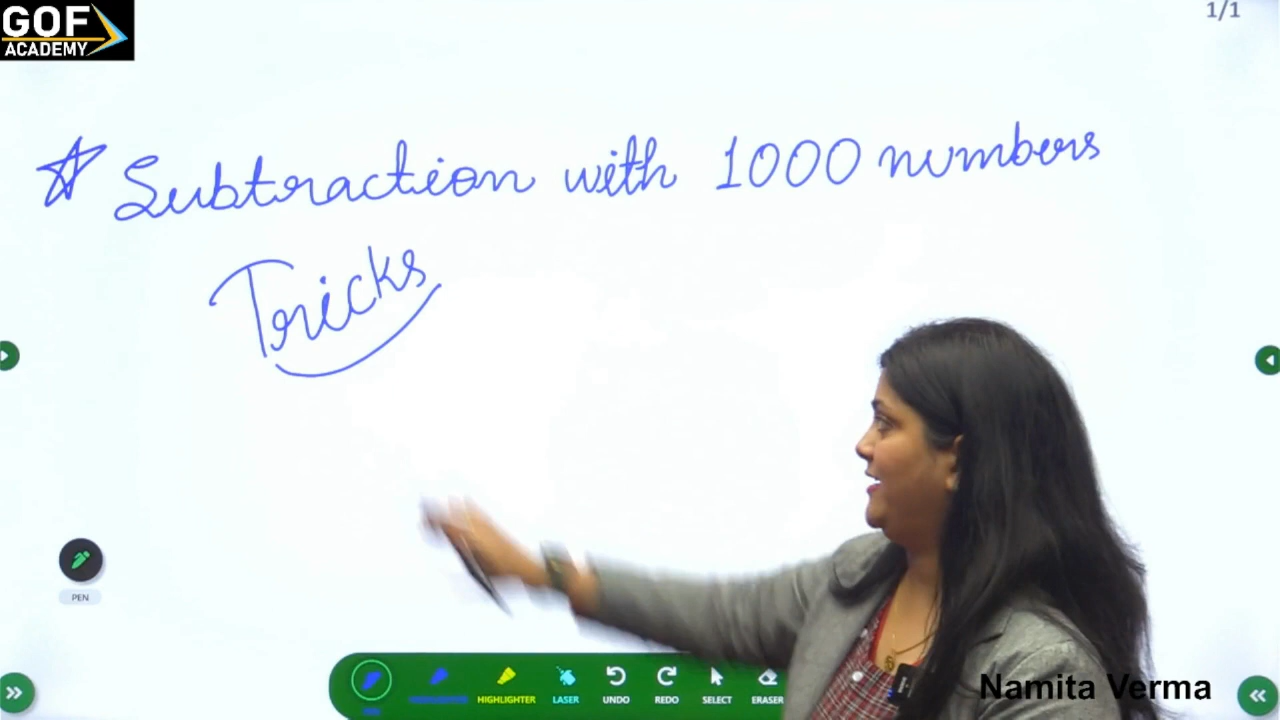 GOF
ACADEMY
1/1
Subtraction with 1000 numbers
Tricks
PEN
HIGHLIGHTER
LASER
UNDO
REDO
SELECT
ERASER
Namita Verma